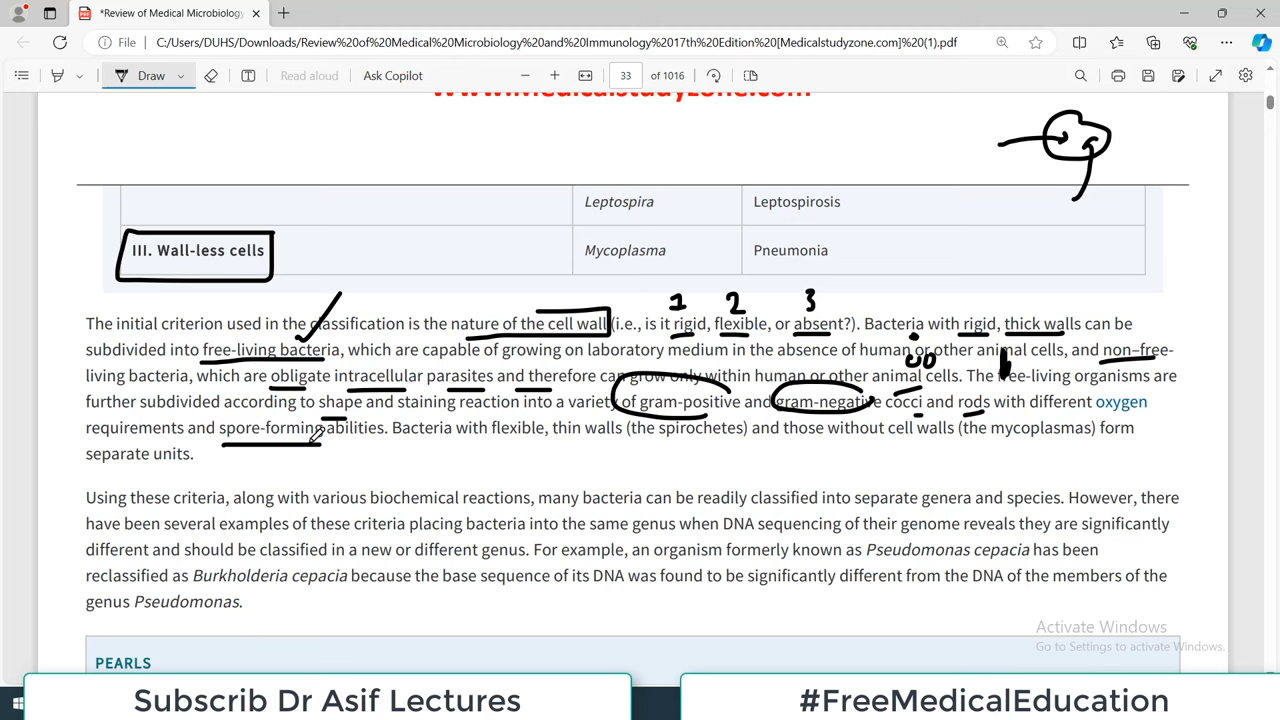 *Review of Medical Microbiology
File C:/Users/DUHS/Downloads/Review%20of%20Medical%20Microbiology%20and%20Immunology%2017th%20Edition%20[Medicalstudyzone.com]%20(1).pdf
Draw Read aloud Ask Copilot 33 of 1016
www.Medicalstudyzone.com
Leptospira Leptospirosis
III. Wall-less cells Mycoplasma Pneumonia
1 2 3
The initial criterion used in the classification is the nature of the cell wall (i.e., is it rigid, flexible, or absent?). Bacteria with rigid, thick walls can be
subdivided into free-living bacteria, which are capable of growing on laboratory medium in the absence of human or other animal cells, and non–free-
living bacteria, which are obligate intracellular parasites and therefore can grow only within human or other animal cells. The free-living organisms are
further subdivided according to shape and staining reaction into a variety of gram-positive and gram-negative cocci and rods with different oxygen
requirements and spore-forming abilities. Bacteria with flexible, thin walls (the spirochetes) and those without cell walls (the mycoplasmas) form
separate units.
Using these criteria, along with various biochemical reactions, many bacteria can be readily classified into separate genera and species. However, there
have been several examples of these criteria placing bacteria into the same genus when DNA sequencing of their genome reveals they are significantly
different and should be classified in a new or different genus. For example, an organism formerly known as Pseudomonas cepacia has been
reclassified as Burkholderia cepacia because the base sequence of its DNA was found to be significantly different from the DNA of the members of the
genus Pseudomonas.
Activate Windows
Go to Settings to activate Windows.
PEARLS
Subscrib Dr Asif Lectures
#FreeMedicalEducation